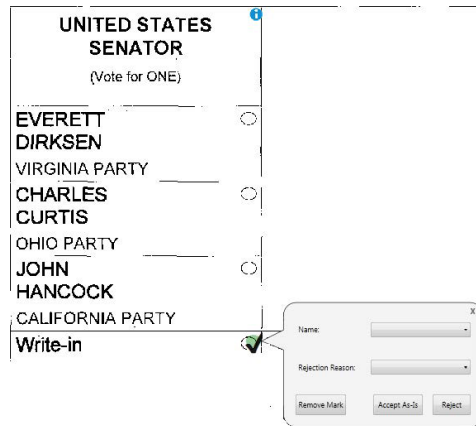 UNITED STATES
SENATOR
(Vote for ONE)
EVERETT
DIRKSEN
VIRGINIA PARTY
CHARLES
CURTIS
OHIO PARTY
JOHN
HANCOCK
CALIFORNIA PARTY
Write-in
X
Name:
Rejection Reason:
Remove Mark Accept As-Is Reject